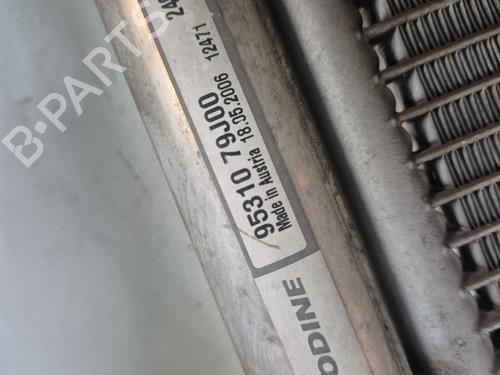 95310 79J00
Made in Austria 18.05.2006 12471
ODINE
B-PARTS